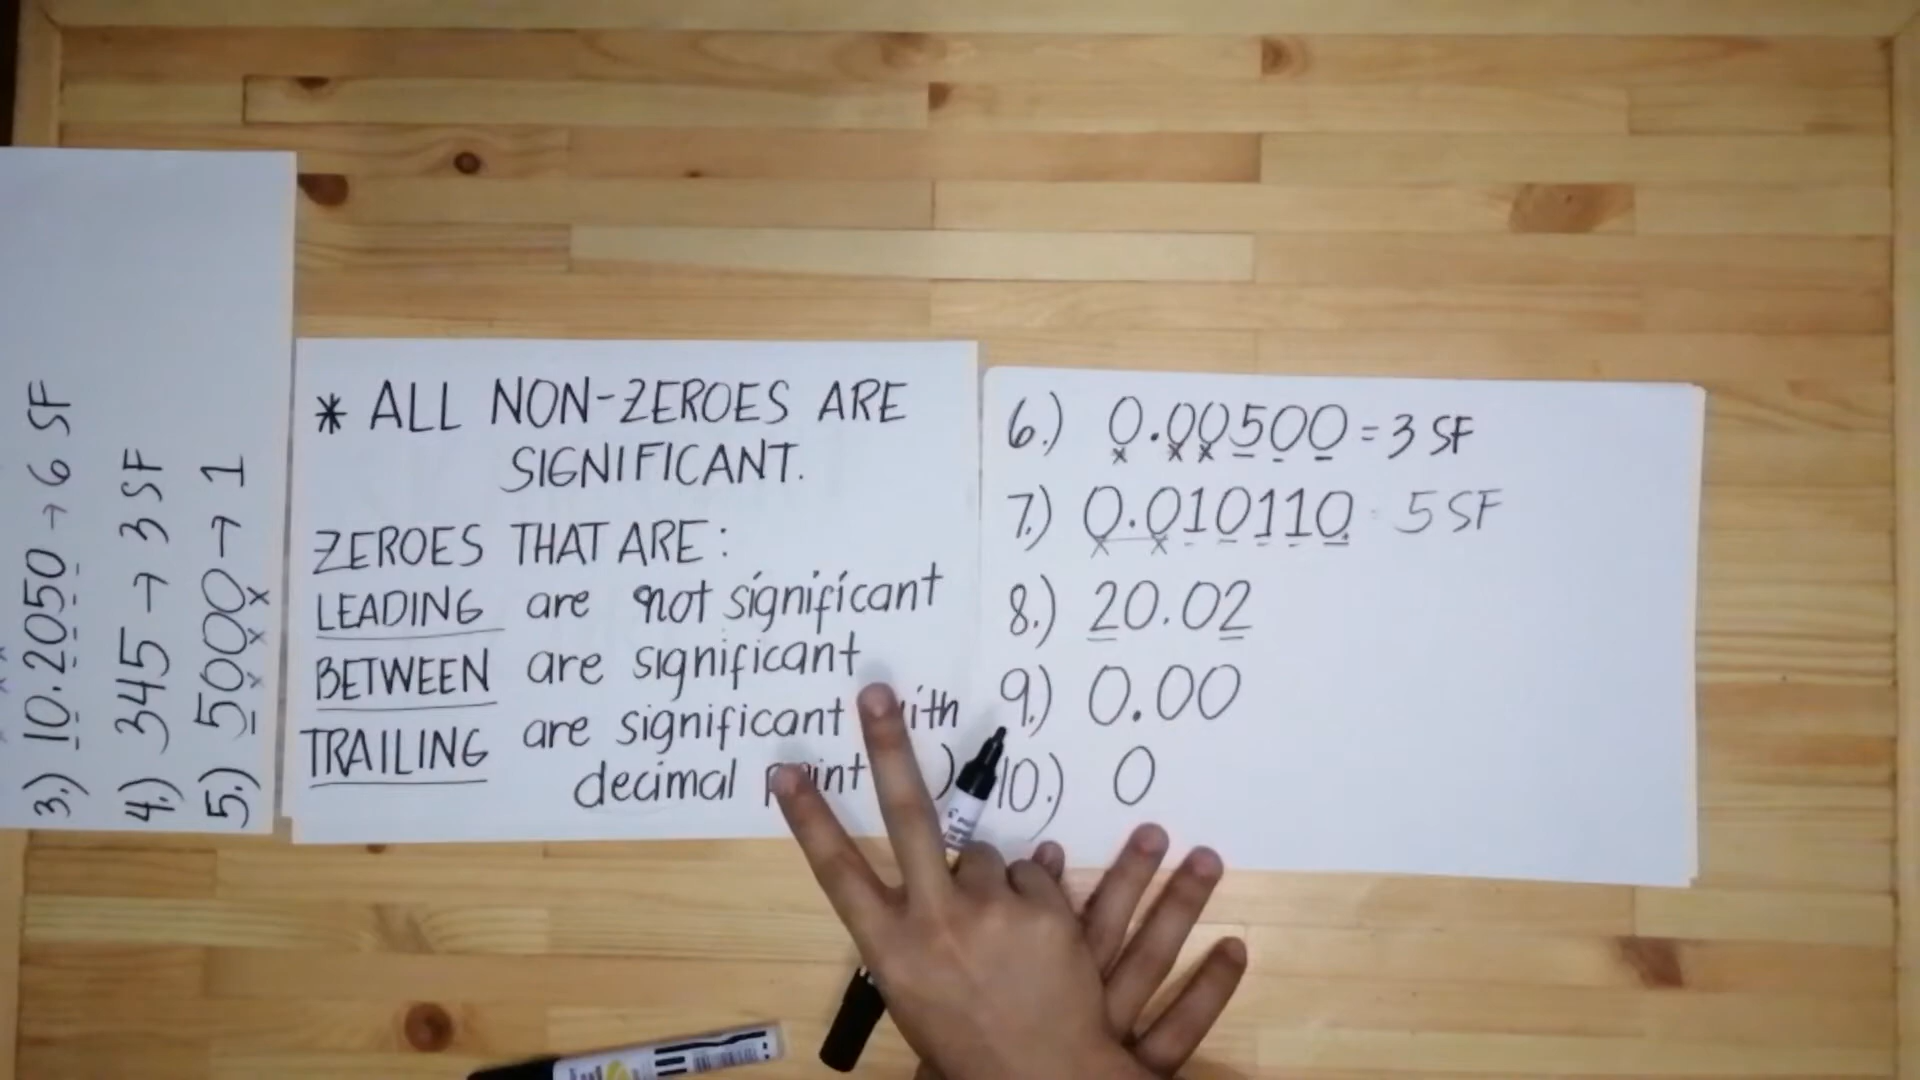 3.) 10.2050 → 6 SF
4.) 345 → 3 SF
5.) 5000 → 1
x x x
* ALL NON-ZEROES ARE
SIGNIFICANT.
ZEROES THAT ARE:
LEADING are not significant
BETWEEN are significant
TRAILING are significant with
decimal point )
6.) 0.00500 = 3 SF
x x x
7.) 0.010110 5 SF
x x
8.) 20.02
9.) 0.00
10.) 0